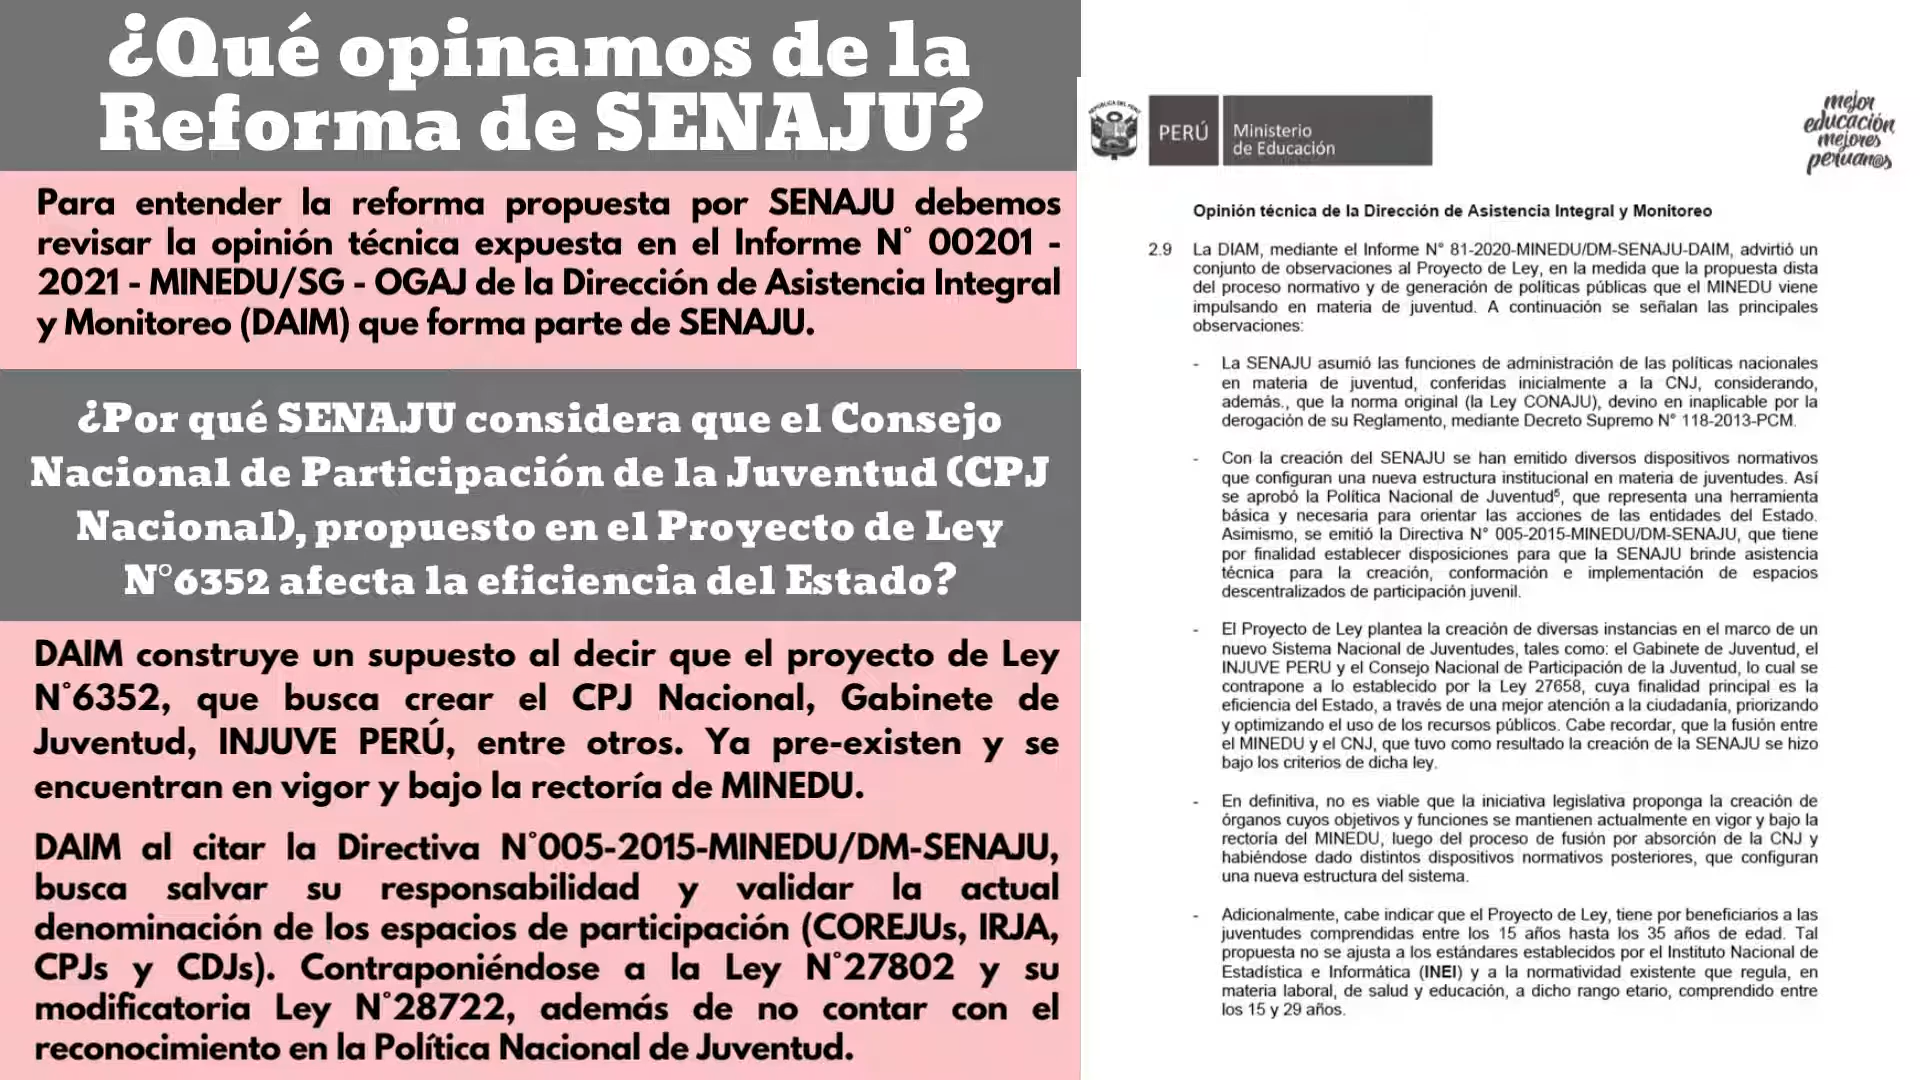 ¿Qué opinamos de la
Reforma de SENAJU?
Para entender la reforma propuesta por SENAJU debemos
revisar la opinión técnica expuesta en el Informe N° 00201 -
2021 - MINEDU/SG - OGAJ de la Dirección de Asistencia Integral
y Monitoreo (DAIM) que forma parte de SENAJU.
¿Por qué SENAJU considera que el Consejo
Nacional de Participación de la Juventud (CPJ
Nacional), propuesto en el Proyecto de Ley
N°6352 afecta la eficiencia del Estado?
DAIM construye un supuesto al decir que el proyecto de Ley
N°6352, que busca crear el CPJ Nacional, Gabinete de
Juventud, INJUVE PERÚ, entre otros. Ya pre-existen y se
encuentran en vigor y bajo la rectoría de MINEDU.
DAIM al citar la Directiva N°005-2015-MINEDU/DM-SENAJU,
busca salvar su responsabilidad y validar la actual
denominación de los espacios de participación (COREJUs, IRJA,
CPJs y CDJs). Contraponiéndose a la Ley N°27802 y su
modificatoria Ley N°28722, además de no contar con el
reconocimiento en la Política Nacional de Juventud.
REPÚBLICA DEL PERÚ
PERÚ
Ministerio
de Educación
mejor
educación
mejores
peruan@s
Opinión técnica de la Dirección de Asistencia Integral y Monitoreo
2.9 La DIAM, mediante el Informe N° 81-2020-MINEDU/DM-SENAJU-DAIM, advirtió un
conjunto de observaciones al Proyecto de Ley, en la medida que la propuesta dista
del proceso normativo y de generación de políticas públicas que el MINEDU viene
impulsando en materia de juventud. A continuación se señalan las principales
observaciones:
- La SENAJU asumió las funciones de administración de las políticas nacionales
en materia de juventud, conferidas inicialmente a la CNJ, considerando,
además., que la norma original (la Ley CONAJU), devino en inaplicable por la
derogación de su Reglamento, mediante Decreto Supremo N° 118-2013-PCM.
- Con la creación del SENAJU se han emitido diversos dispositivos normativos
que configuran una nueva estructura institucional en materia de juventudes. Así
se aprobó la Política Nacional de Juventud⁵, que representa una herramienta
básica y necesaria para orientar las acciones de las entidades del Estado.
Asimismo, se emitió la Directiva N° 005-2015-MINEDU/DM-SENAJU, que tiene
por finalidad establecer disposiciones para que la SENAJU brinde asistencia
técnica para la creación, conformación e implementación de espacios
descentralizados de participación juvenil.
- El Proyecto de Ley plantea la creación de diversas instancias en el marco de un
nuevo Sistema Nacional de Juventudes, tales como: el Gabinete de Juventud, el
INJUVE PERU y el Consejo Nacional de Participación de la Juventud, lo cual se
contrapone a lo establecido por la Ley 27658, cuya finalidad principal es la
eficiencia del Estado, a través de una mejor atención a la ciudadanía, priorizando
y optimizando el uso de los recursos públicos. Cabe recordar, que la fusión entre
el MINEDU y el CNJ, que tuvo como resultado la creación de la SENAJU se hizo
bajo los criterios de dicha ley.
- En definitiva, no es viable que la iniciativa legislativa proponga la creación de
órganos cuyos objetivos y funciones se mantienen actualmente en vigor y bajo la
rectoría del MINEDU, luego del proceso de fusión por absorción de la CNJ y
habiéndose dado distintos dispositivos normativos posteriores, que configuran
una nueva estructura del sistema.
- Adicionalmente, cabe indicar que el Proyecto de Ley, tiene por beneficiarios a las
juventudes comprendidas entre los 15 años hasta los 35 años de edad. Tal
propuesta no se ajusta a los estándares establecidos por el Instituto Nacional de
Estadística e Informática (INEI) y a la normatividad existente que regula, en
materia laboral, de salud y educación, a dicho rango etario, comprendido entre
los 15 y 29 años.